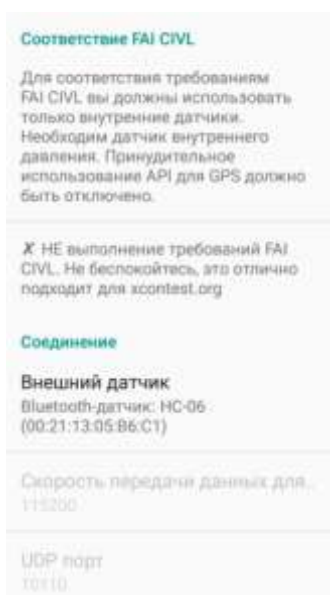 Соответствие FAI CIVL
Для соответствия требованиям
FAI CIVL вы должны использовать
только внутренние датчики.
Необходим датчик внутреннего
давления. Принудительное
использование API для GPS должно
быть отключено.
✗ НЕ выполнение требований FAI
CIVL. Не беспокойтесь, это отлично
подходит для xcontest.org
Соединение
Внешний датчик
Bluetooth-датчик: HC-06
(00:21:13:05:B6:C1)
Скорость передачи данных для..
115200
UDP порт
10110